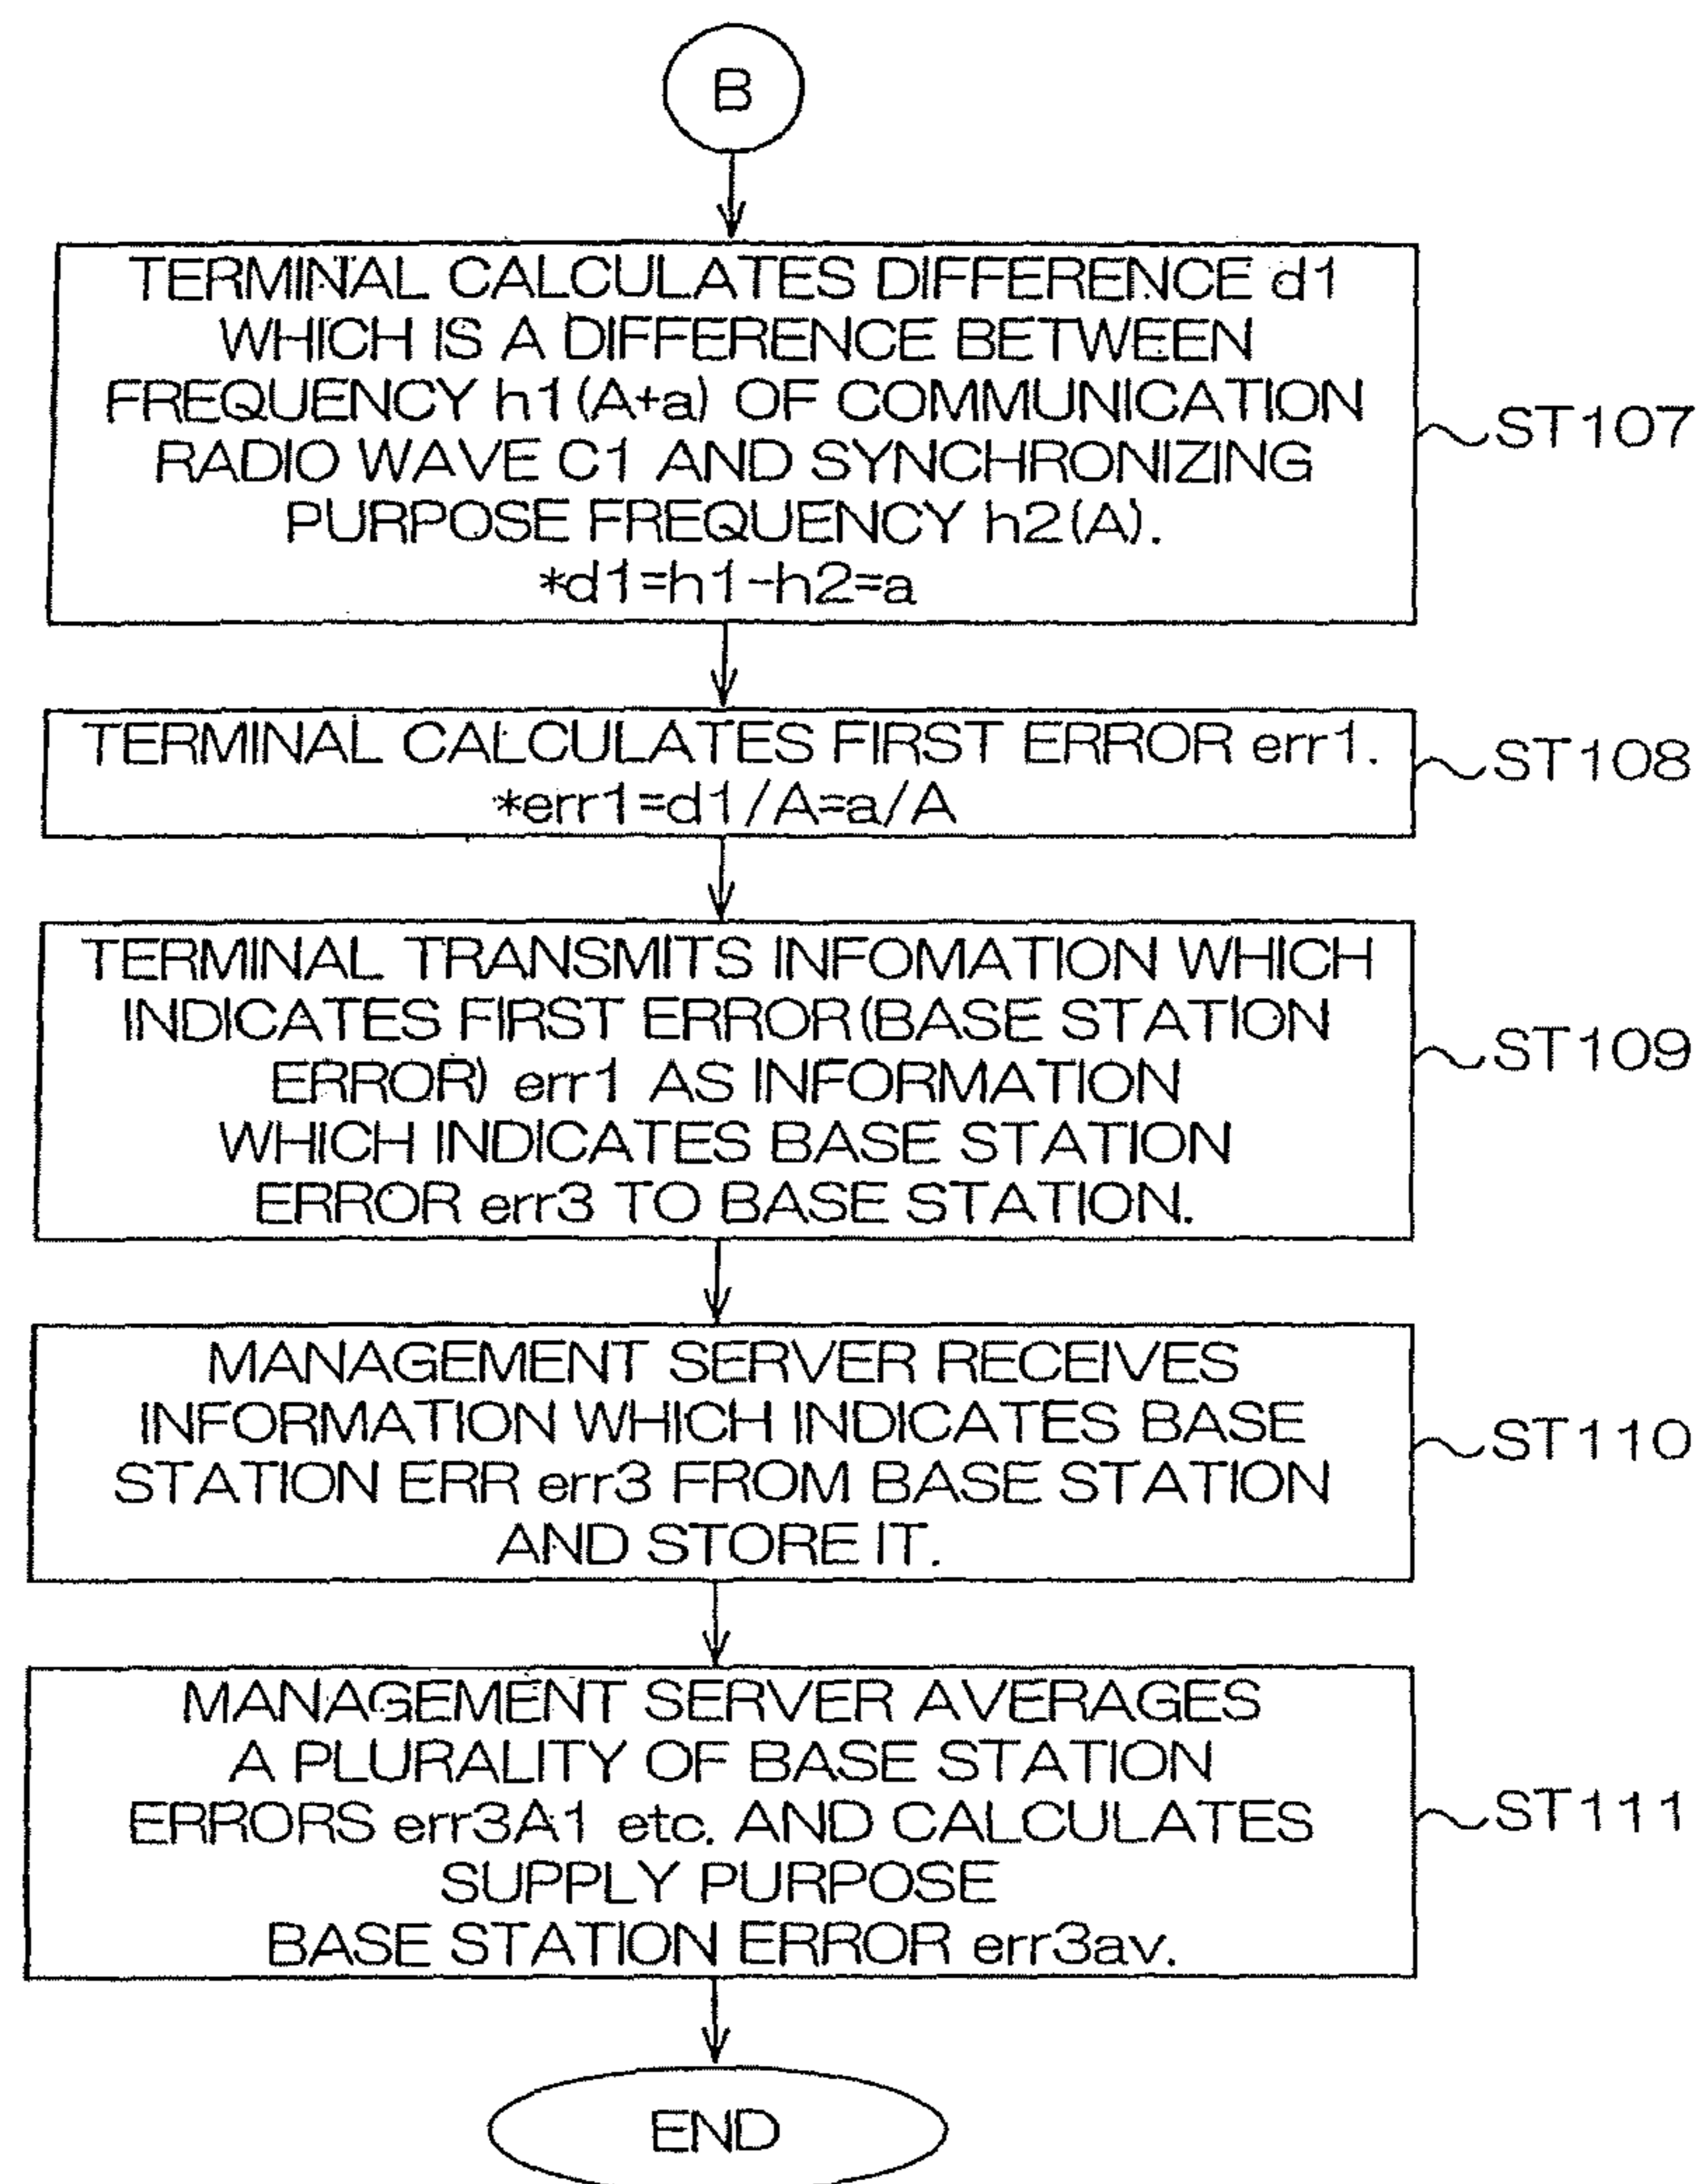 B
TERMINAL CALCULATES DIFFERENCE d1
WHICH IS A DIFFERENCE BETWEEN
FREQUENCY h1(A+a) OF COMMUNICATION
RADIO WAVE C1 AND SYNCHRONIZING
PURPOSE FREQUENCY h2(A).
*d1=h1-h2=a
ST107
TERMINAL CALCULATES FIRST ERROR err1.
*err1=d1/A=a/A
ST108
TERMINAL TRANSMITS INFOMATION WHICH
INDICATES FIRST ERROR(BASE STATION
ERROR) err1 AS INFORMATION
WHICH INDICATES BASE STATION
ERROR err3 TO BASE STATION.
ST109
MANAGEMENT SERVER RECEIVES
INFORMATION WHICH INDICATES BASE
STATION ERR err3 FROM BASE STATION
AND STORE IT.
ST110
MANAGEMENT SERVER AVERAGES
A PLURALITY OF BASE STATION
ERRORS err3A1 etc. AND CALCULATES
SUPPLY PURPOSE
BASE STATION ERROR err3av.
ST111
END